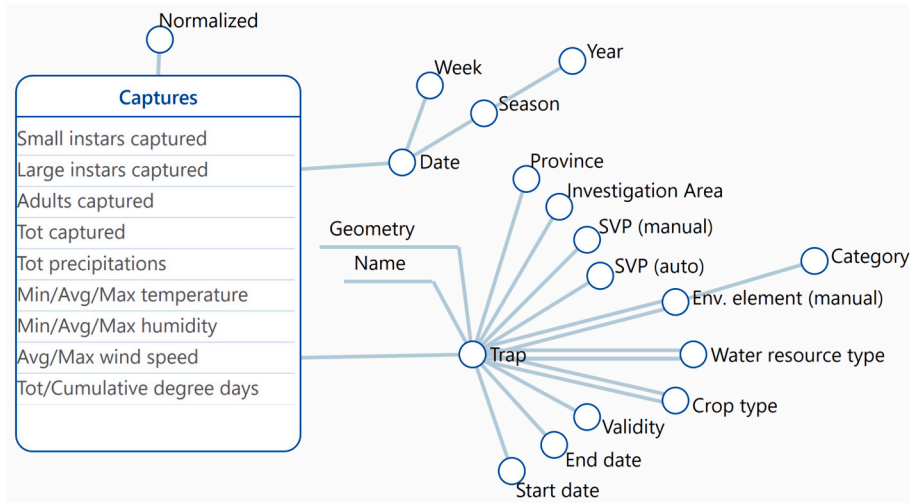 Normalized
Captures
Small instars captured
Large instars captured
Adults captured
Tot captured
Tot precipitations
Min/Avg/Max temperature
Min/Avg/Max humidity
Avg/Max wind speed
Tot/Cumulative degree days
Week
Year
Season
Date
Province
Investigation Area
Geometry
SVP (manual)
Name
SVP (auto)
Category
Env. element (manual)
Trap
Water resource type
Crop type
Validity
End date
Start date